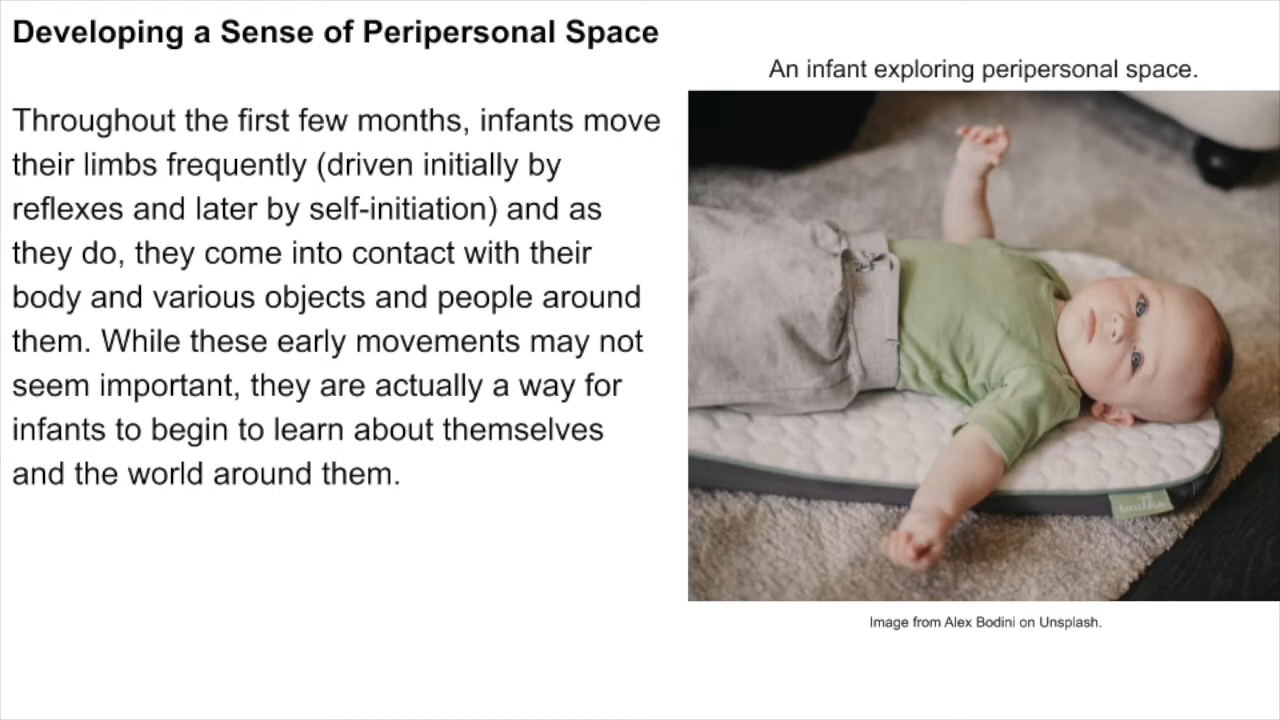 Developing a Sense of Peripersonal Space
An infant exploring peripersonal space.
Throughout the first few months, infants move
their limbs frequently (driven initially by
reflexes and later by self-initiation) and as
they do, they come into contact with their
body and various objects and people around
them. While these early movements may not
seem important, they are actually a way for
infants to begin to learn about themselves
and the world around them.
Image from Alex Bodini on Unsplash.